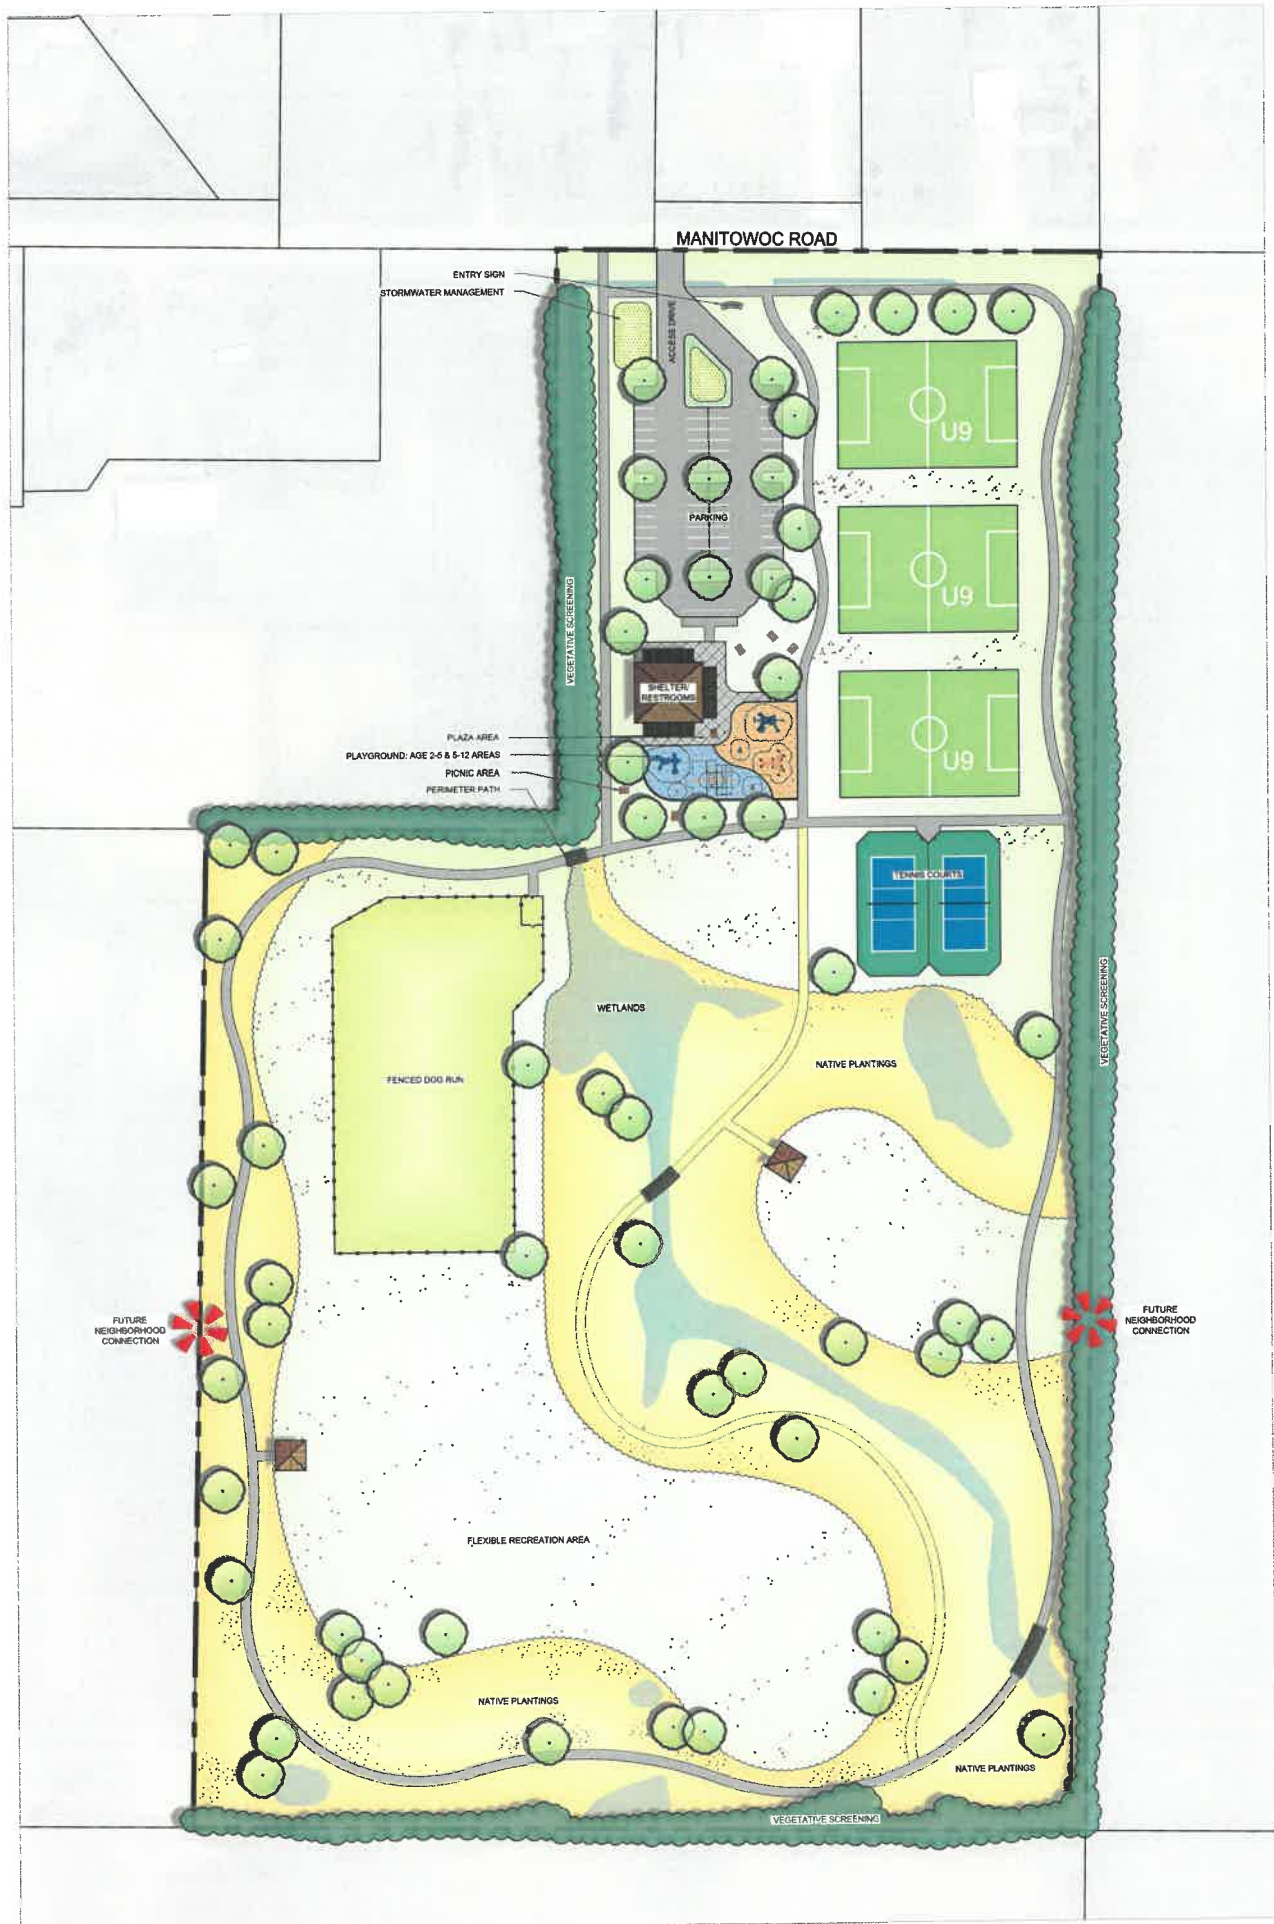 MANITOWOC ROAD
ENTRY SIGN
STORMWATER MANAGEMENT
ACCESS DRIVE
U9
PARKING
U9
VEGETATIVE SCREENING
SHELTER/
RESTROOMS
U9
PLAZA AREA
PLAYGROUND: AGE 2-5 & 5-12 AREAS
PICNIC AREA
PERIMETER PATH
TENNIS COURTS
WETLANDS
VEGETATIVE SCREENING
NATIVE PLANTINGS
FENCED DOG RUN
FUTURE
NEIGHBORHOOD
CONNECTION
FUTURE
NEIGHBORHOOD
CONNECTION
FLEXIBLE RECREATION AREA
NATIVE PLANTINGS
NATIVE PLANTINGS
VEGETATIVE SCREENING